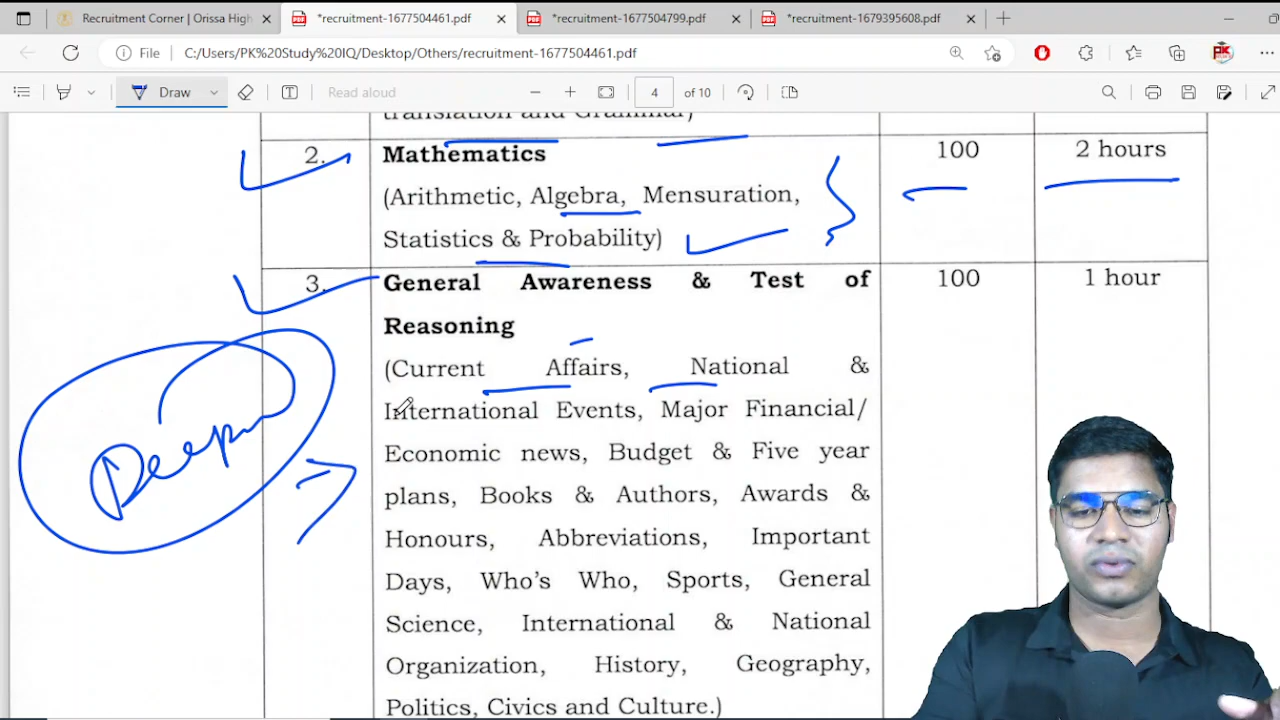 Recruitment Corner | Orissa High
*recruitment-1677504461.pdf
*recruitment-1677504799.pdf
*recruitment-1679395608.pdf
File C:/Users/PK%20Study%20IQ/Desktop/Others/recruitment-1677504461.pdf
Draw
Read aloud
4 of 10
translation and Grammar)
2. Mathematics 100 2 hours
(Arithmetic, Algebra, Mensuration,
Statistics & Probability)
3. General Awareness & Test of 100 1 hour
Reasoning
(Current Affairs, National &
International Events, Major Financial/
Economic news, Budget & Five year
plans, Books & Authors, Awards &
Honours, Abbreviations, Important
Days, Who's Who, Sports, General
Science, International & National
Organization, History, Geography,
Politics, Civics and Culture.)